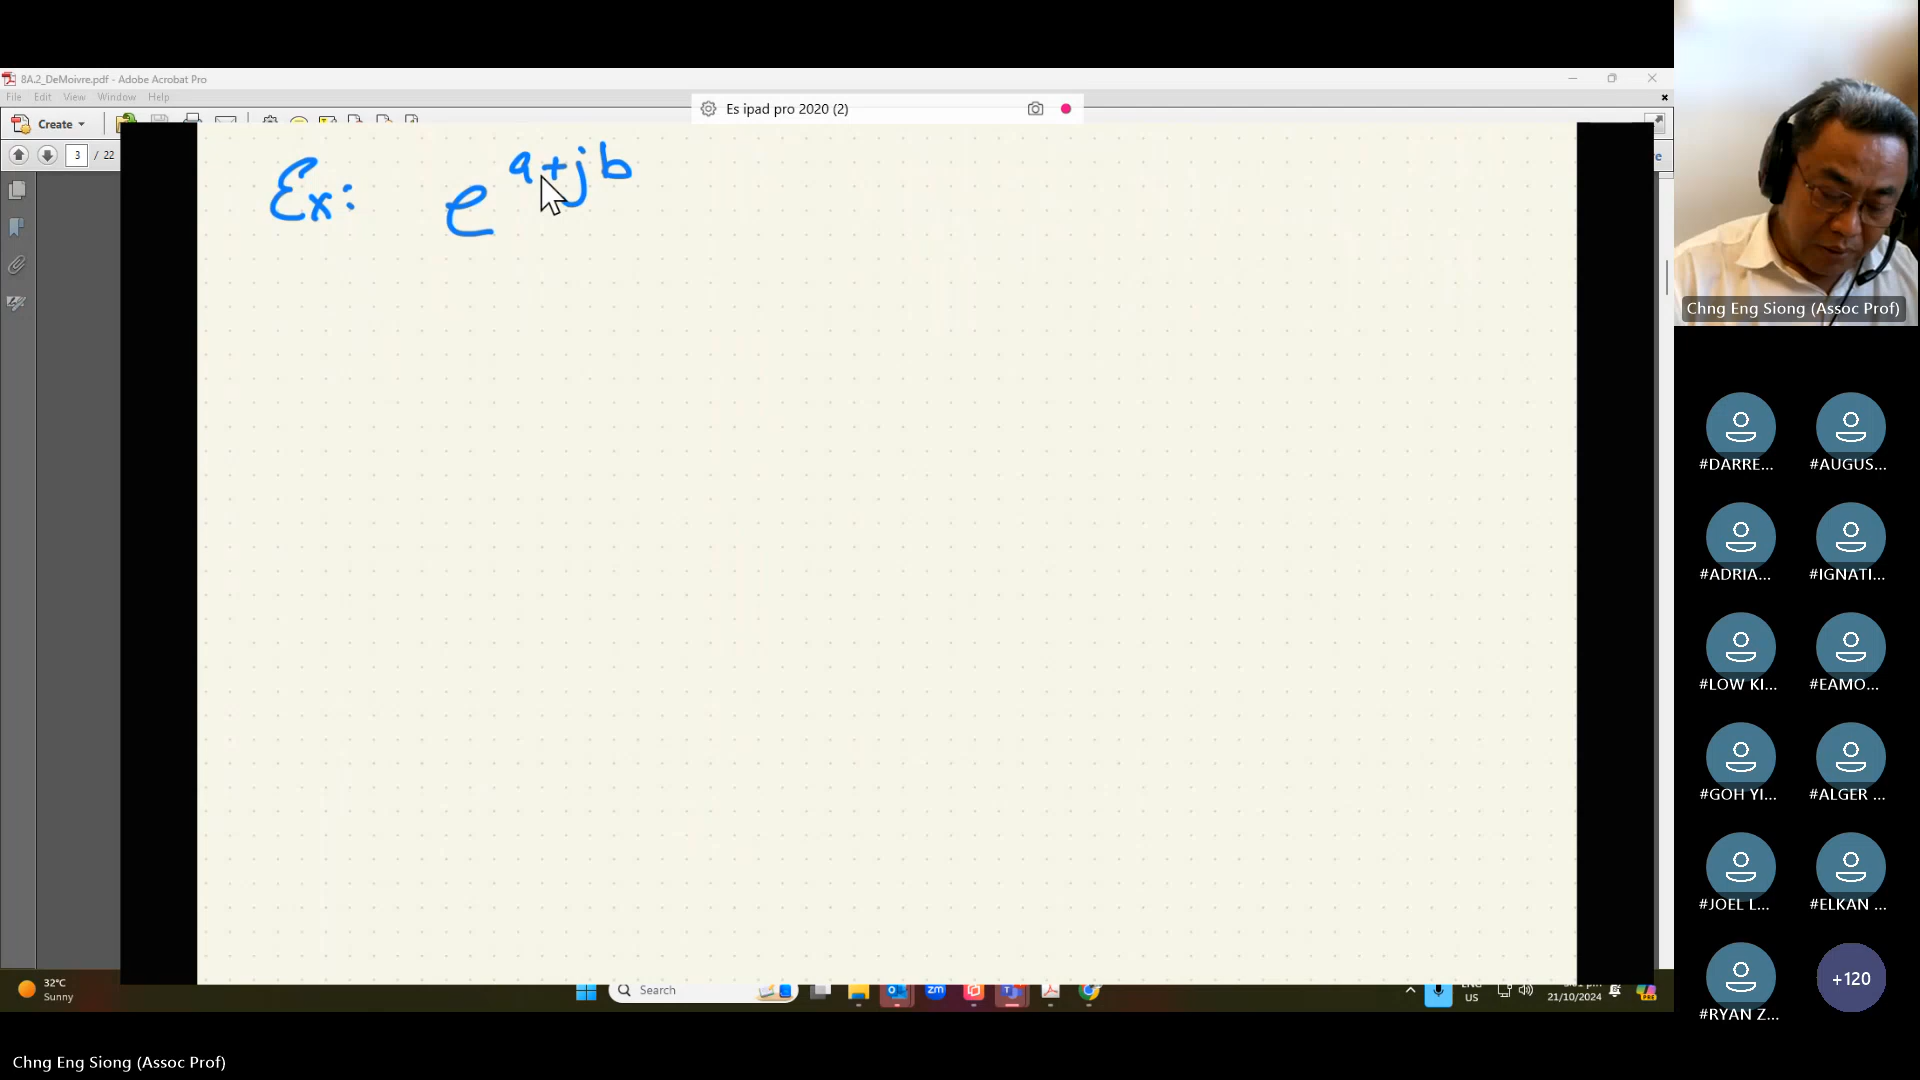 8A.2_DeMoivre.pdf - Adobe Acrobat Pro
File Edit View Window Help
Es ipad pro 2020 (2)
Create
3 / 22
Ex: e^{a+jb}
Chng Eng Siong (Assoc Prof)
#DARRE... #AUGUS...
#ADRIA... #IGNATI...
#LOW KI... #EAMO...
#GOH YI... #ALGER ...
#JOEL L... #ELKAN ...
#RYAN Z... +120
32°C
Sunny
Search
zm
US
21/10/2024
Chng Eng Siong (Assoc Prof)